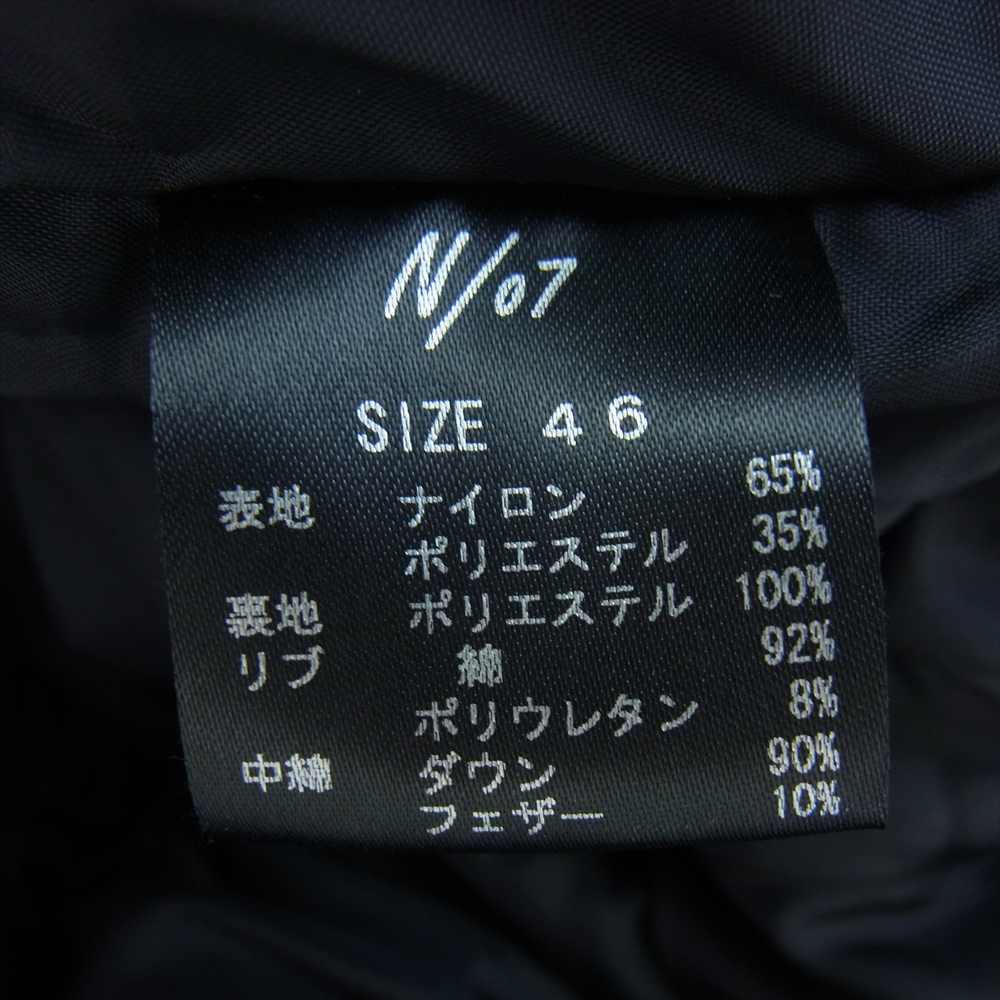 N/07
SIZE 46
表地 ナイロン 65%
ポリエステル 35%
裏地 ポリエステル 100%
リブ 綿 92%
ポリウレタン 8%
中綿 ダウン 90%
フェザー 10%